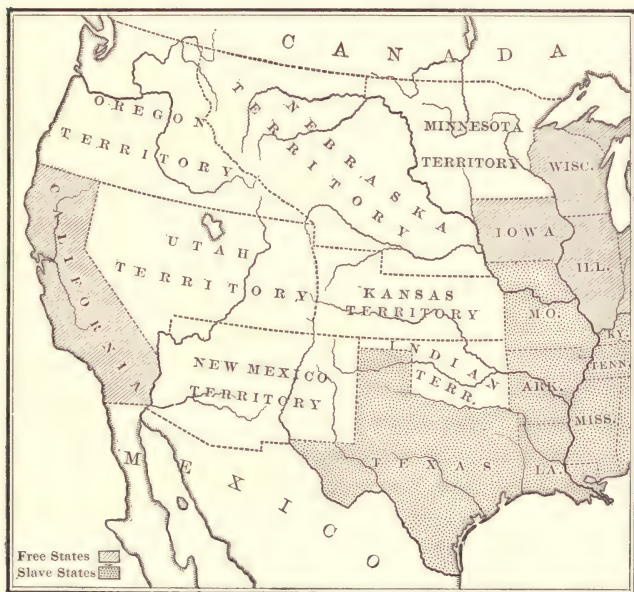 CANADA
OREGON
TERRITORY
NEBRASKA
TERRITORY
MINNESOTA
TERRITORY
WISC.
IOWA
ILL.
CALIFORNIA
UTAH
TERRITORY
KANSAS
TERRITORY
MO.
KY.
NEW MEXICO
TERRITORY
INDIAN
TERR.
TENN.
ARK.
MISS.
TEXAS
LA.
MEXICO
Free States
Slave States